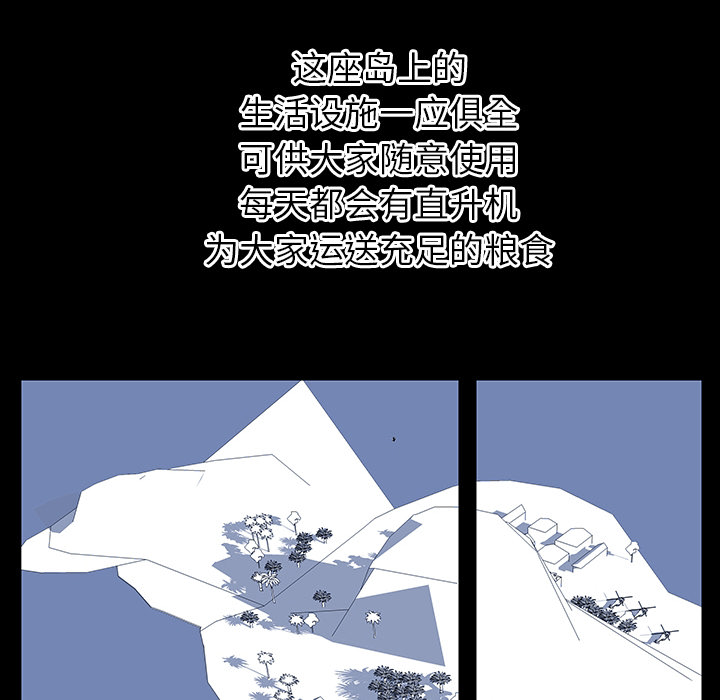 这座岛上的
生活设施一应俱全
可供大家随意使用
每天都会有直升机
为大家运送充足的粮食